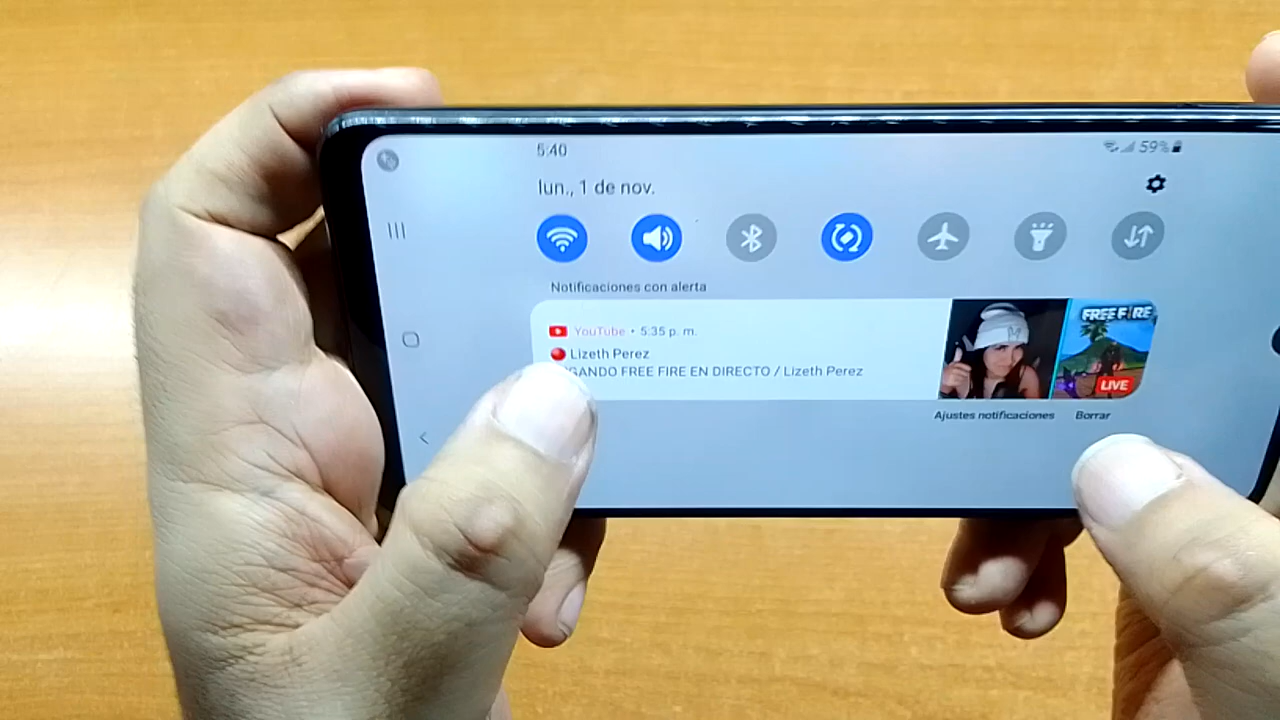 5:40
59%
lun., 1 de nov.
Notificaciones con alerta
YouTube • 5:35 p. m.
Lizeth Perez
GANDO FREE FIRE EN DIRECTO / Lizeth Perez
FREE FIRE
LIVE
Ajustes notificaciones
Borrar